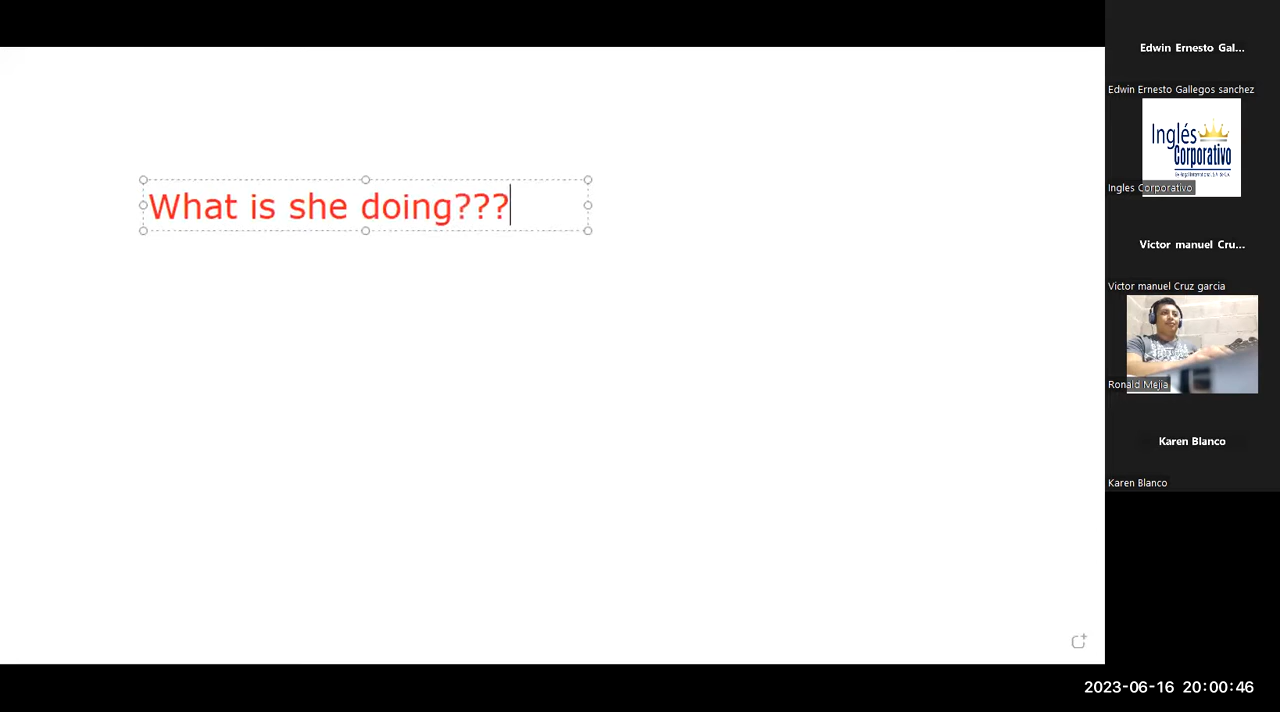 What is she doing???
Edwin Ernesto Gal...
Edwin Ernesto Gallegos sanchez
Inglés
Corporativo
Ingles Corporativo
Victor manuel Cru...
Victor manuel Cruz garcia
Ronald Mejia
Karen Blanco
Karen Blanco
2023-06-16 20:00:46